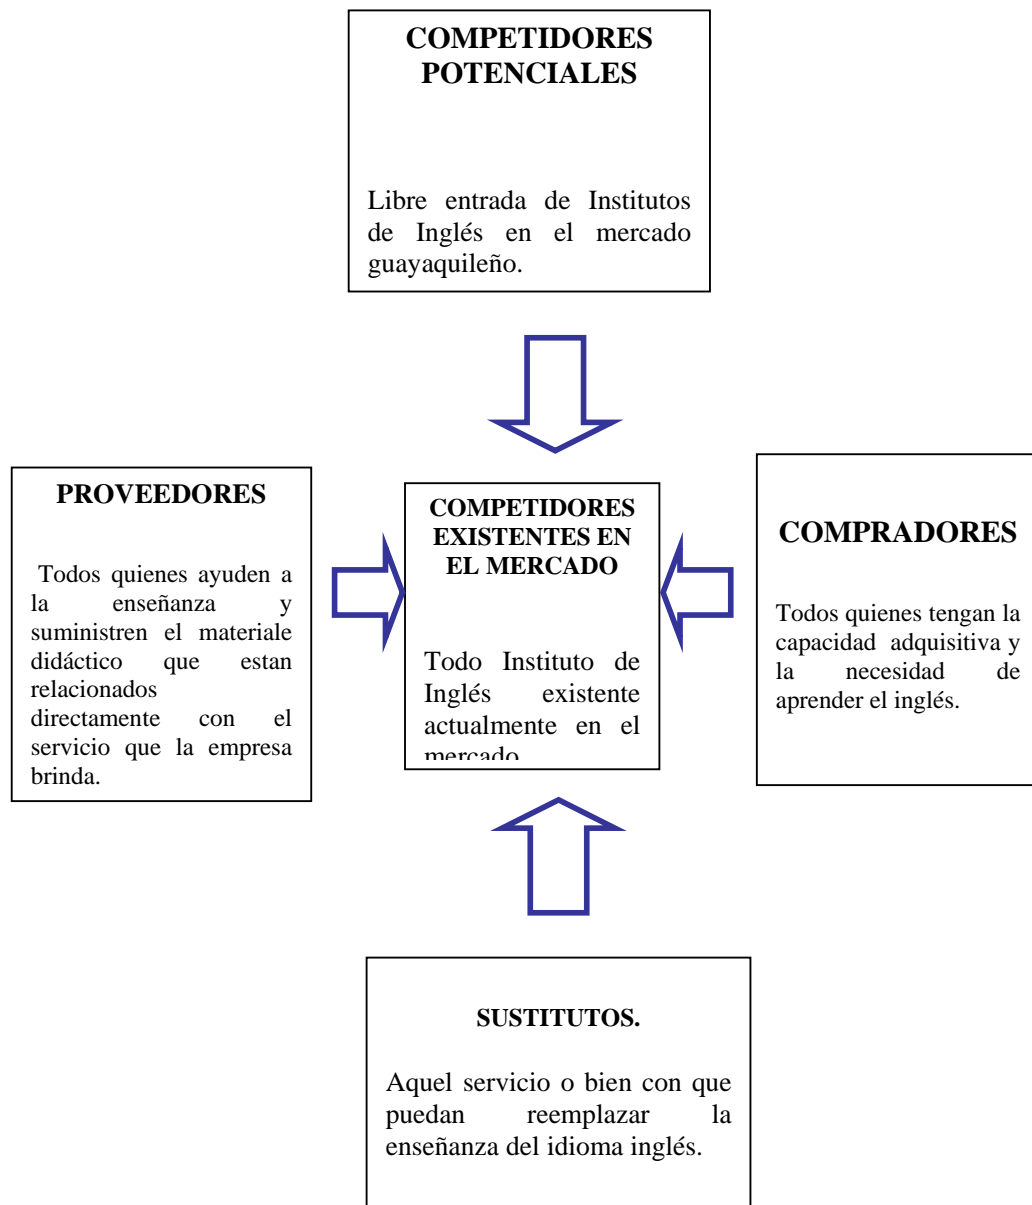 COMPETIDORES
POTENCIALES
Libre entrada de Institutos
de Inglés en el mercado
guayaquileño.
PROVEEDORES
Todos quienes ayuden a
la enseñanza y
suministren el materiale
didáctico que estan
relacionados
directamente con el
servicio que la empresa
brinda.
COMPETIDORES
EXISTENTES EN
EL MERCADO
Todo Instituto de
Inglés existente
actualmente en el
mercado
COMPRADORES
Todos quienes tengan la
capacidad adquisitiva y
la necesidad de
aprender el inglés.
SUSTITUTOS.
Aquel servicio o bien con que
puedan reemplazar la
enseñanza del idioma inglés.